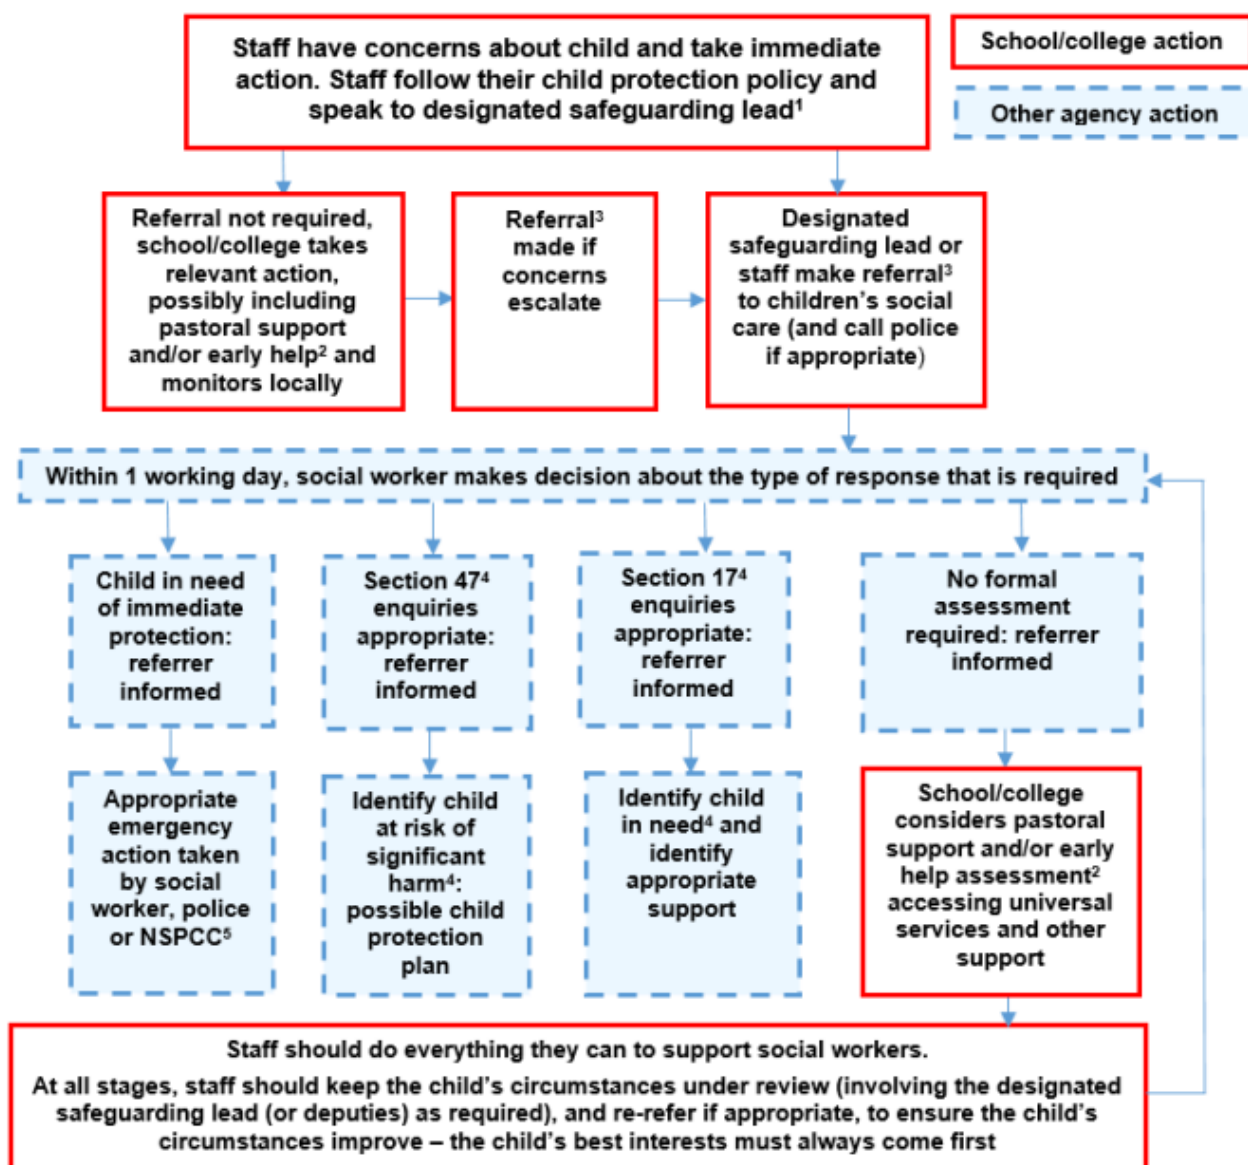 Staff have concerns about child and take immediate
action. Staff follow their child protection policy and
speak to designated safeguarding lead¹
School/college action
Other agency action
Referral not required,
school/college takes
relevant action,
possibly including
pastoral support
and/or early help² and
monitors locally
Referral³
made if
concerns
escalate
Designated
safeguarding lead or
staff make referral³
to children’s social
care (and call police
if appropriate)
Within 1 working day, social worker makes decision about the type of response that is required
Child in need
of immediate
protection:
referrer
informed
Section 47⁴
enquiries
appropriate:
referrer
informed
Section 17⁴
enquiries
appropriate:
referrer
informed
No formal
assessment
required: referrer
informed
Appropriate
emergency
action taken
by social
worker, police
or NSPCC⁵
Identify child
at risk of
significant
harm⁴:
possible child
protection
plan
Identify child
in need⁴ and
identify
appropriate
support
School/college
considers pastoral
support and/or early
help assessment²
accessing universal
services and other
support
Staff should do everything they can to support social workers.
At all stages, staff should keep the child’s circumstances under review (involving the designated
safeguarding lead (or deputies) as required), and re-refer if appropriate, to ensure the child’s
circumstances improve – the child’s best interests must always come first